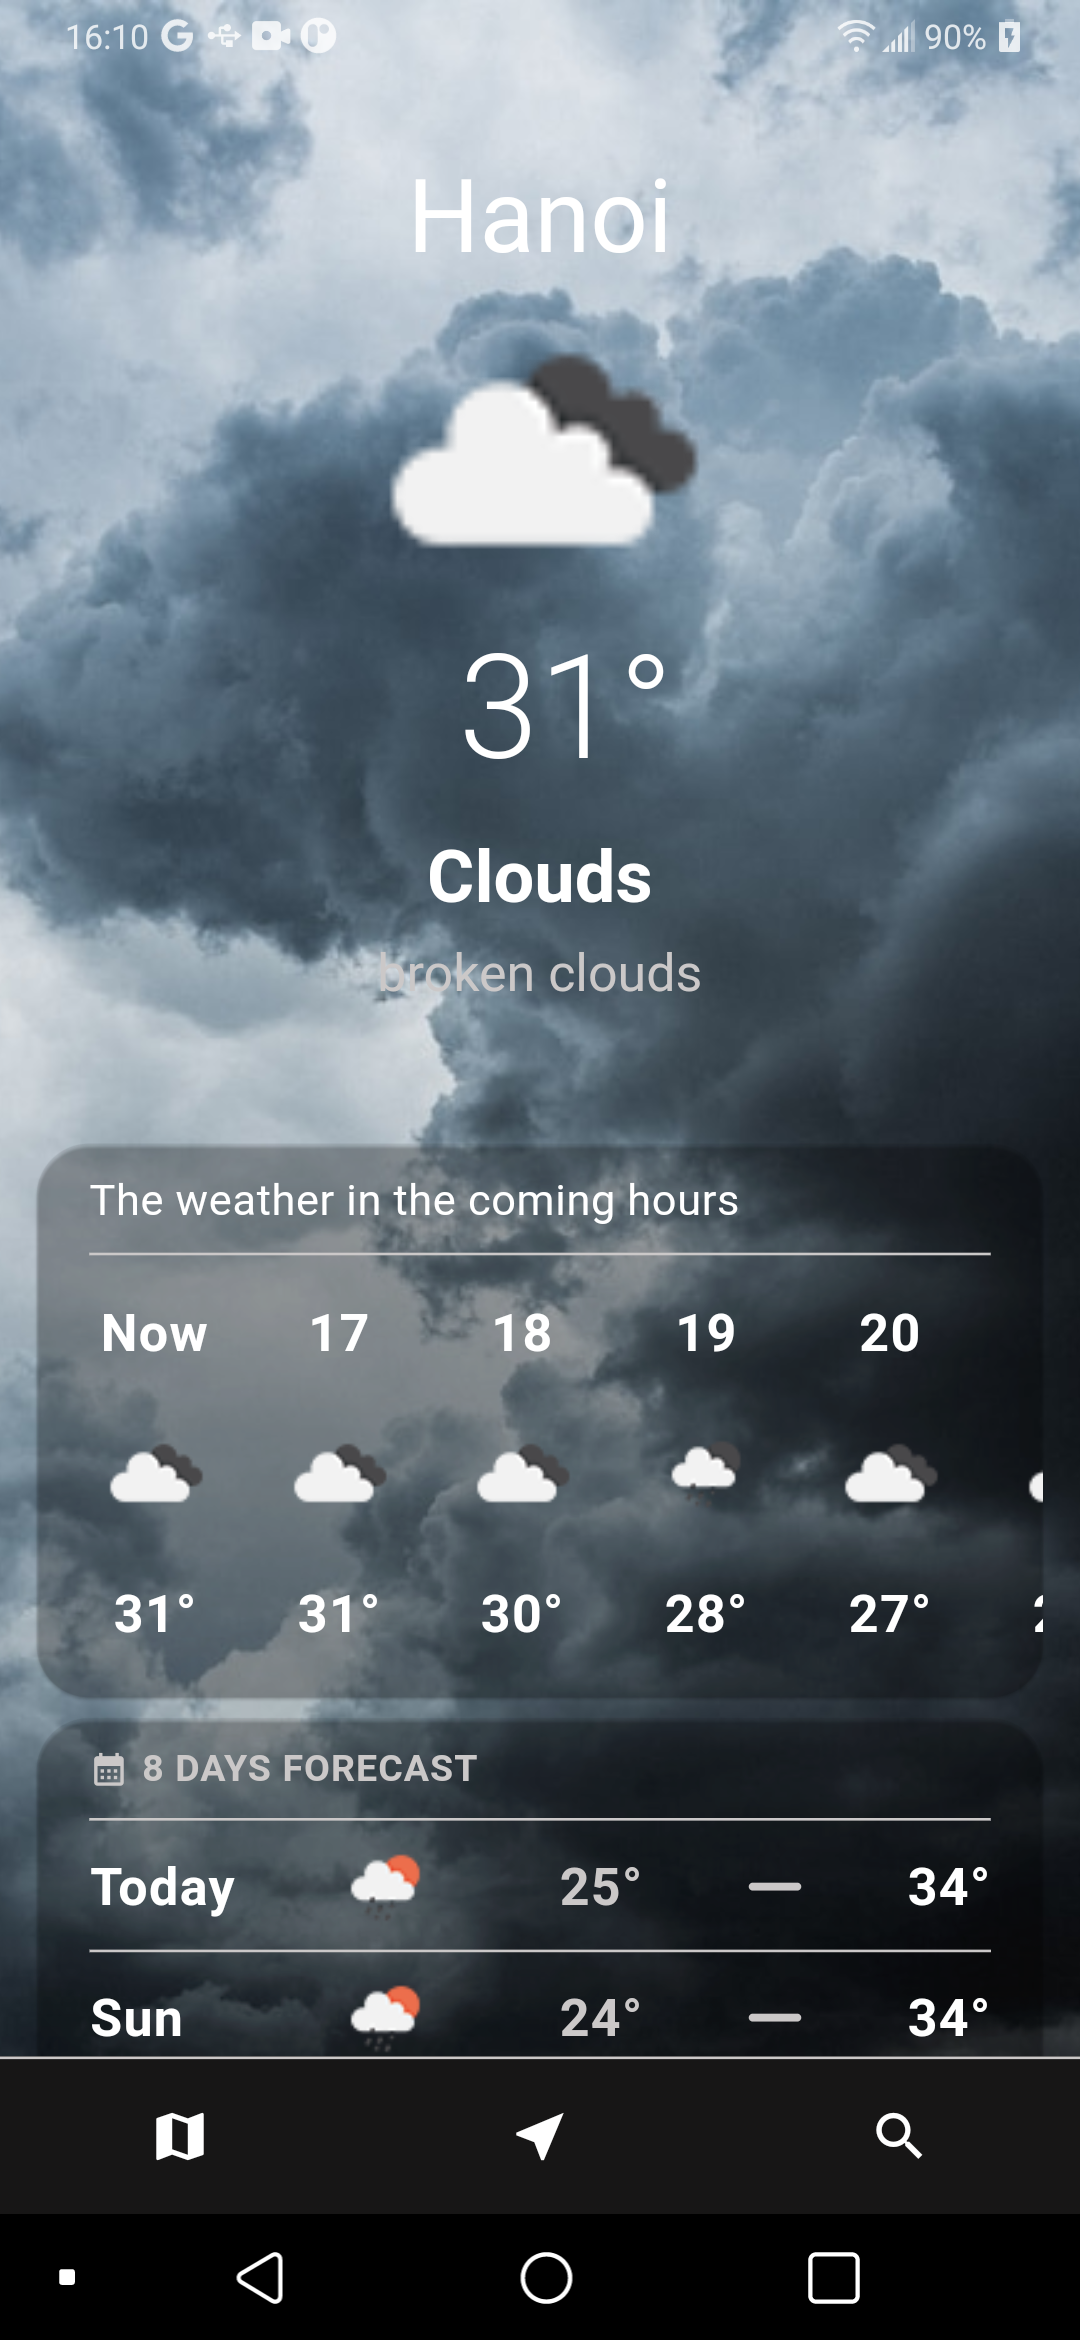 16:10 90%
Hanoi
31°
Clouds
broken clouds
The weather in the coming hours
Now 17 18 19 20
31° 31° 30° 28° 27°
8 DAYS FORECAST
Today 25° — 34°
Sun 24° — 34°